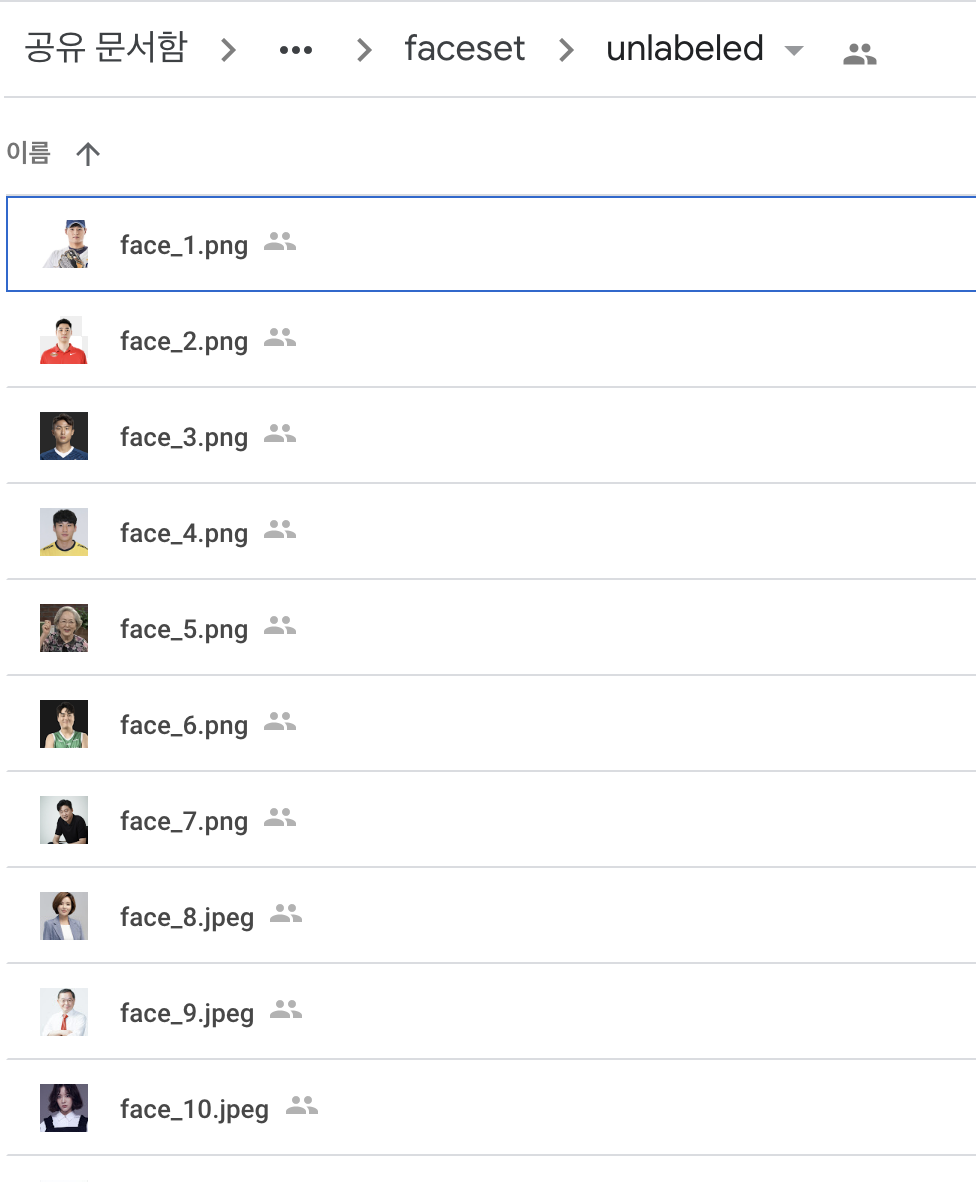 공유 문서함 > ••• > faceset > unlabeled
이름 ↑
face_1.png
face_2.png
face_3.png
face_4.png
face_5.png
face_6.png
face_7.png
face_8.jpeg
face_9.jpeg
face_10.jpeg